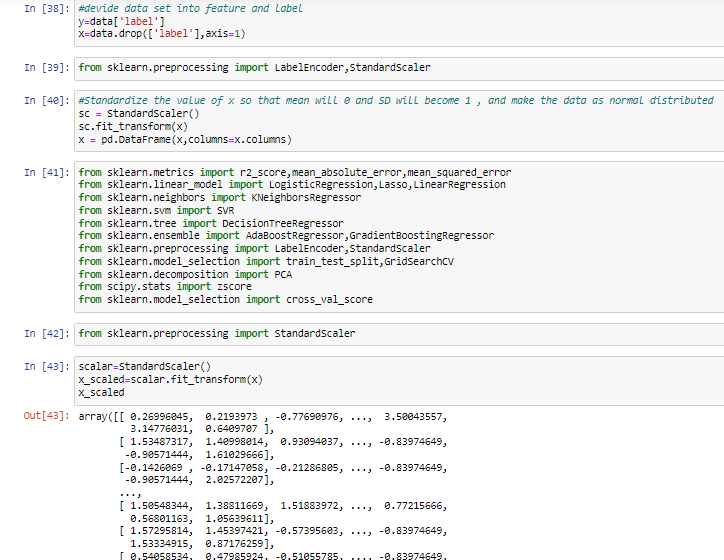 In [38]: #devide data set into feature and label
y=data['label']
x=data.drop(['label'],axis=1)
In [39]: from sklearn.preprocessing import LabelEncoder,StandardScaler
In [40]: #Standardize the value of x so that mean will 0 and SD will become 1 , and make the data as normal distributed
sc = StandardScaler()
sc.fit_transform(x)
x = pd.DataFrame(x,columns=x.columns)
In [41]: from sklearn.metrics import r2_score,mean_absolute_error,mean_squared_error
from sklearn.linear_model import LogisticRegression,Lasso,LinearRegression
from sklearn.neighbors import KNeighborsRegressor
from sklearn.svm import SVR
from sklearn.tree import DecisionTreeRegressor
from sklearn.ensemble import AdaBoostRegressor,GradientBoostingRegressor
from sklearn.preprocessing import LabelEncoder,StandardScaler
from sklearn.model_selection import train_test_split,GridSearchCV
from sklearn.decomposition import PCA
from scipy.stats import zscore
from sklearn.model_selection import cross_val_score
In [42]: from sklearn.preprocessing import StandardScaler
In [43]: scalar=StandardScaler()
x_scaled=scalar.fit_transform(x)
x_scaled
Out[43]: array([[ 0.26996045, 0.2193973 , -0.77690976, ..., 3.50043557,
3.14776031, 0.6409707 ],
[ 1.53487317, 1.40998014, 0.93094037, ..., -0.83974649,
-0.90571444, 1.61029666],
[-0.1426069 , -0.17147058, -0.21286805, ..., -0.83974649,
-0.90571444, 2.02572207],
...,
[ 1.50548344, 1.38811669, 1.51883972, ..., 0.77215666,
0.56801163, 1.05639611],
[ 1.57295814, 1.45397421, -0.57395603, ..., -0.83974649,
1.53334915, 0.87176259],
[ 0.54058534, 0.47985924, -0.51055785, ..., -0.83974649,